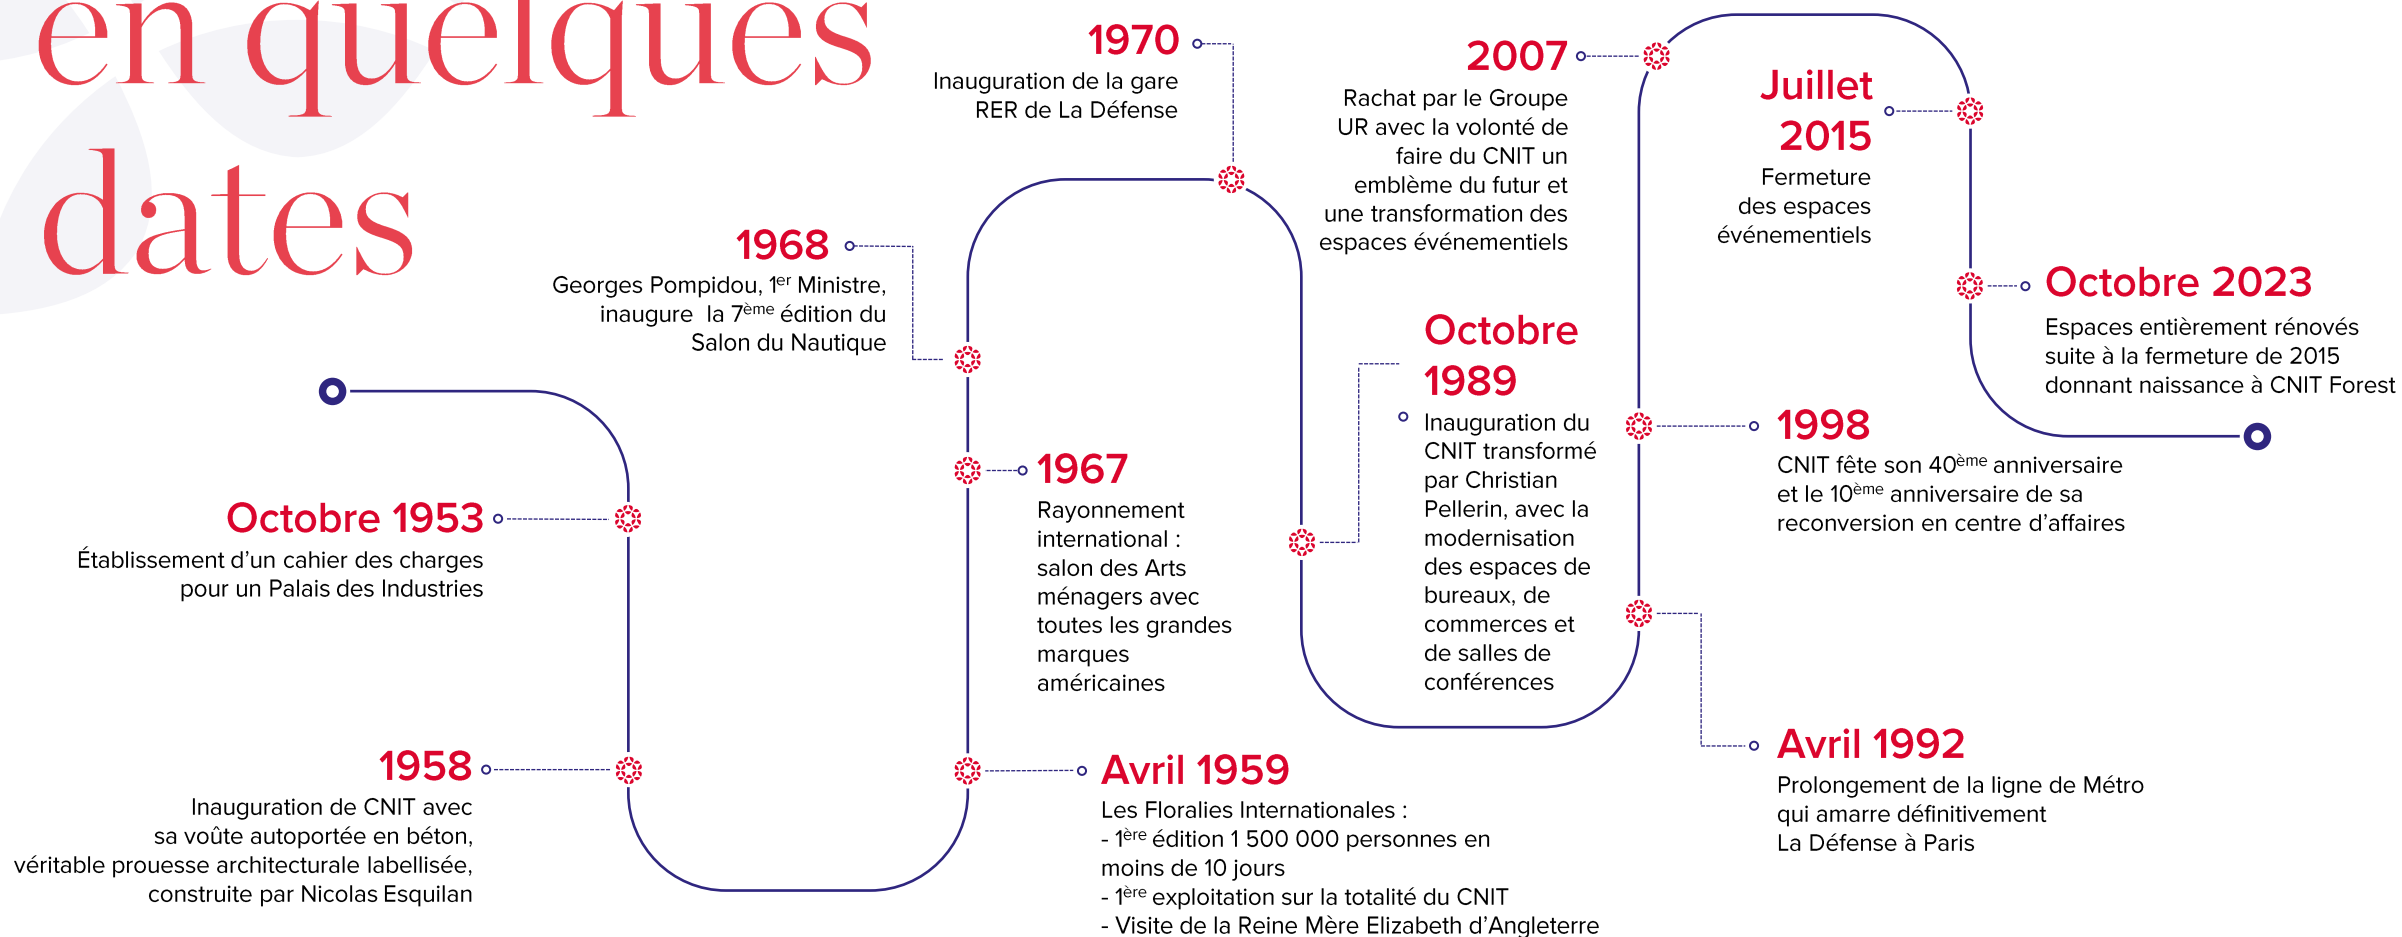 en quelques
dates
Octobre 1953
Établissement d’un cahier des charges
pour un Palais des Industries
1958
Inauguration de CNIT avec
sa voûte autoportée en béton,
véritable prouesse architecturale labellisée,
construite par Nicolas Esquilan
Avril 1959
Les Floralies Internationales :
- 1ère édition 1 500 000 personnes en
moins de 10 jours
- 1ère exploitation sur la totalité du CNIT
- Visite de la Reine Mère Elizabeth d’Angleterre
1967
Rayonnement
international :
salon des Arts
ménagers avec
toutes les grandes
marques
américaines
1968
Georges Pompidou, 1er Ministre,
inaugure  la 7ème édition du
Salon du Nautique
1970
Inauguration de la gare
RER de La Défense
Octobre
1989
Inauguration du
CNIT transformé
par Christian
Pellerin, avec la
modernisation
des espaces de
bureaux, de
commerces et
de salles de
conférences
Avril 1992
Prolongement de la ligne de Métro
qui amarre définitivement
La Défense à Paris
1998
CNIT fête son 40ème anniversaire
et le 10ème anniversaire de sa
reconversion en centre d’affaires
2007
Rachat par le Groupe
UR avec la volonté de
faire du CNIT un
emblème du futur et
une transformation des
espaces événementiels
Juillet
2015
Fermeture
des espaces
événementiels
Octobre 2023
Espaces entièrement rénovés
suite à la fermeture de 2015
donnant naissance à CNIT Forest